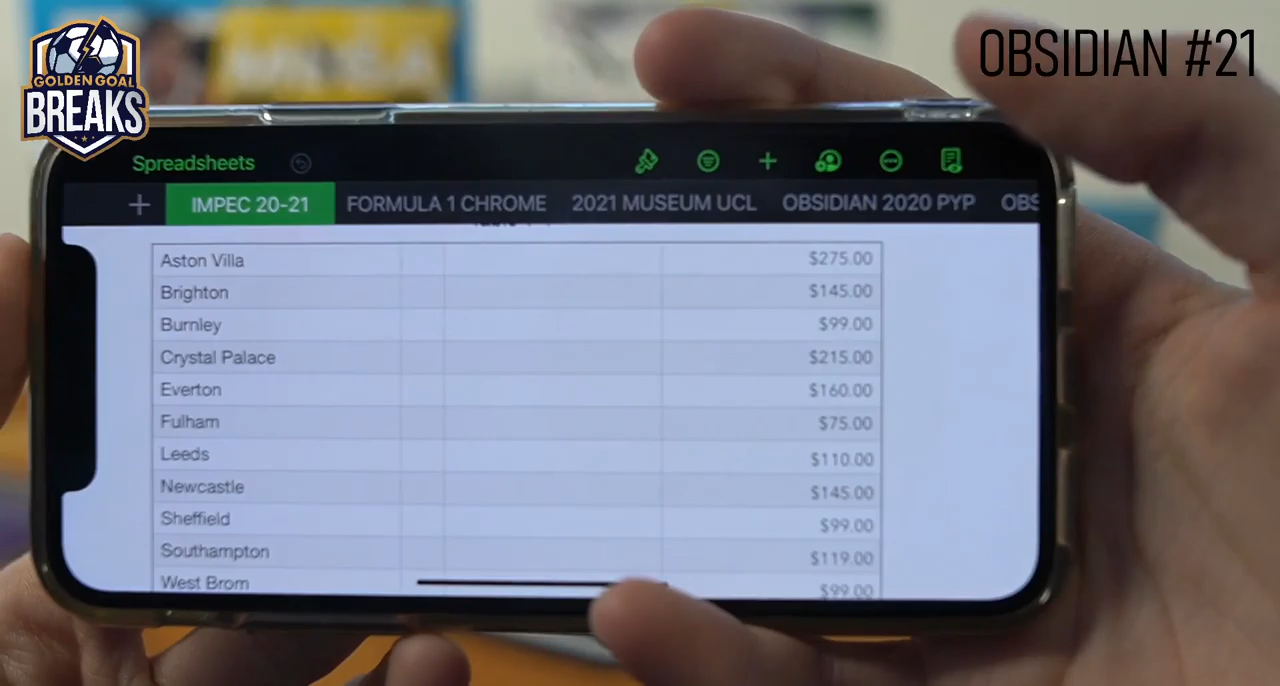 GOLDEN GOAL
BREAKS
OBSIDIAN #21
Spreadsheets
IMPEC 20-21 FORMULA 1 CHROME 2021 MUSEUM UCL OBSIDIAN 2020 PYP OBS
Aston Villa $275.00
Brighton $145.00
Burnley $99.00
Crystal Palace $215.00
Everton $160.00
Fulham $75.00
Leeds $110.00
Newcastle $145.00
Sheffield $99.00
Southampton $119.00
West Brom $99.00